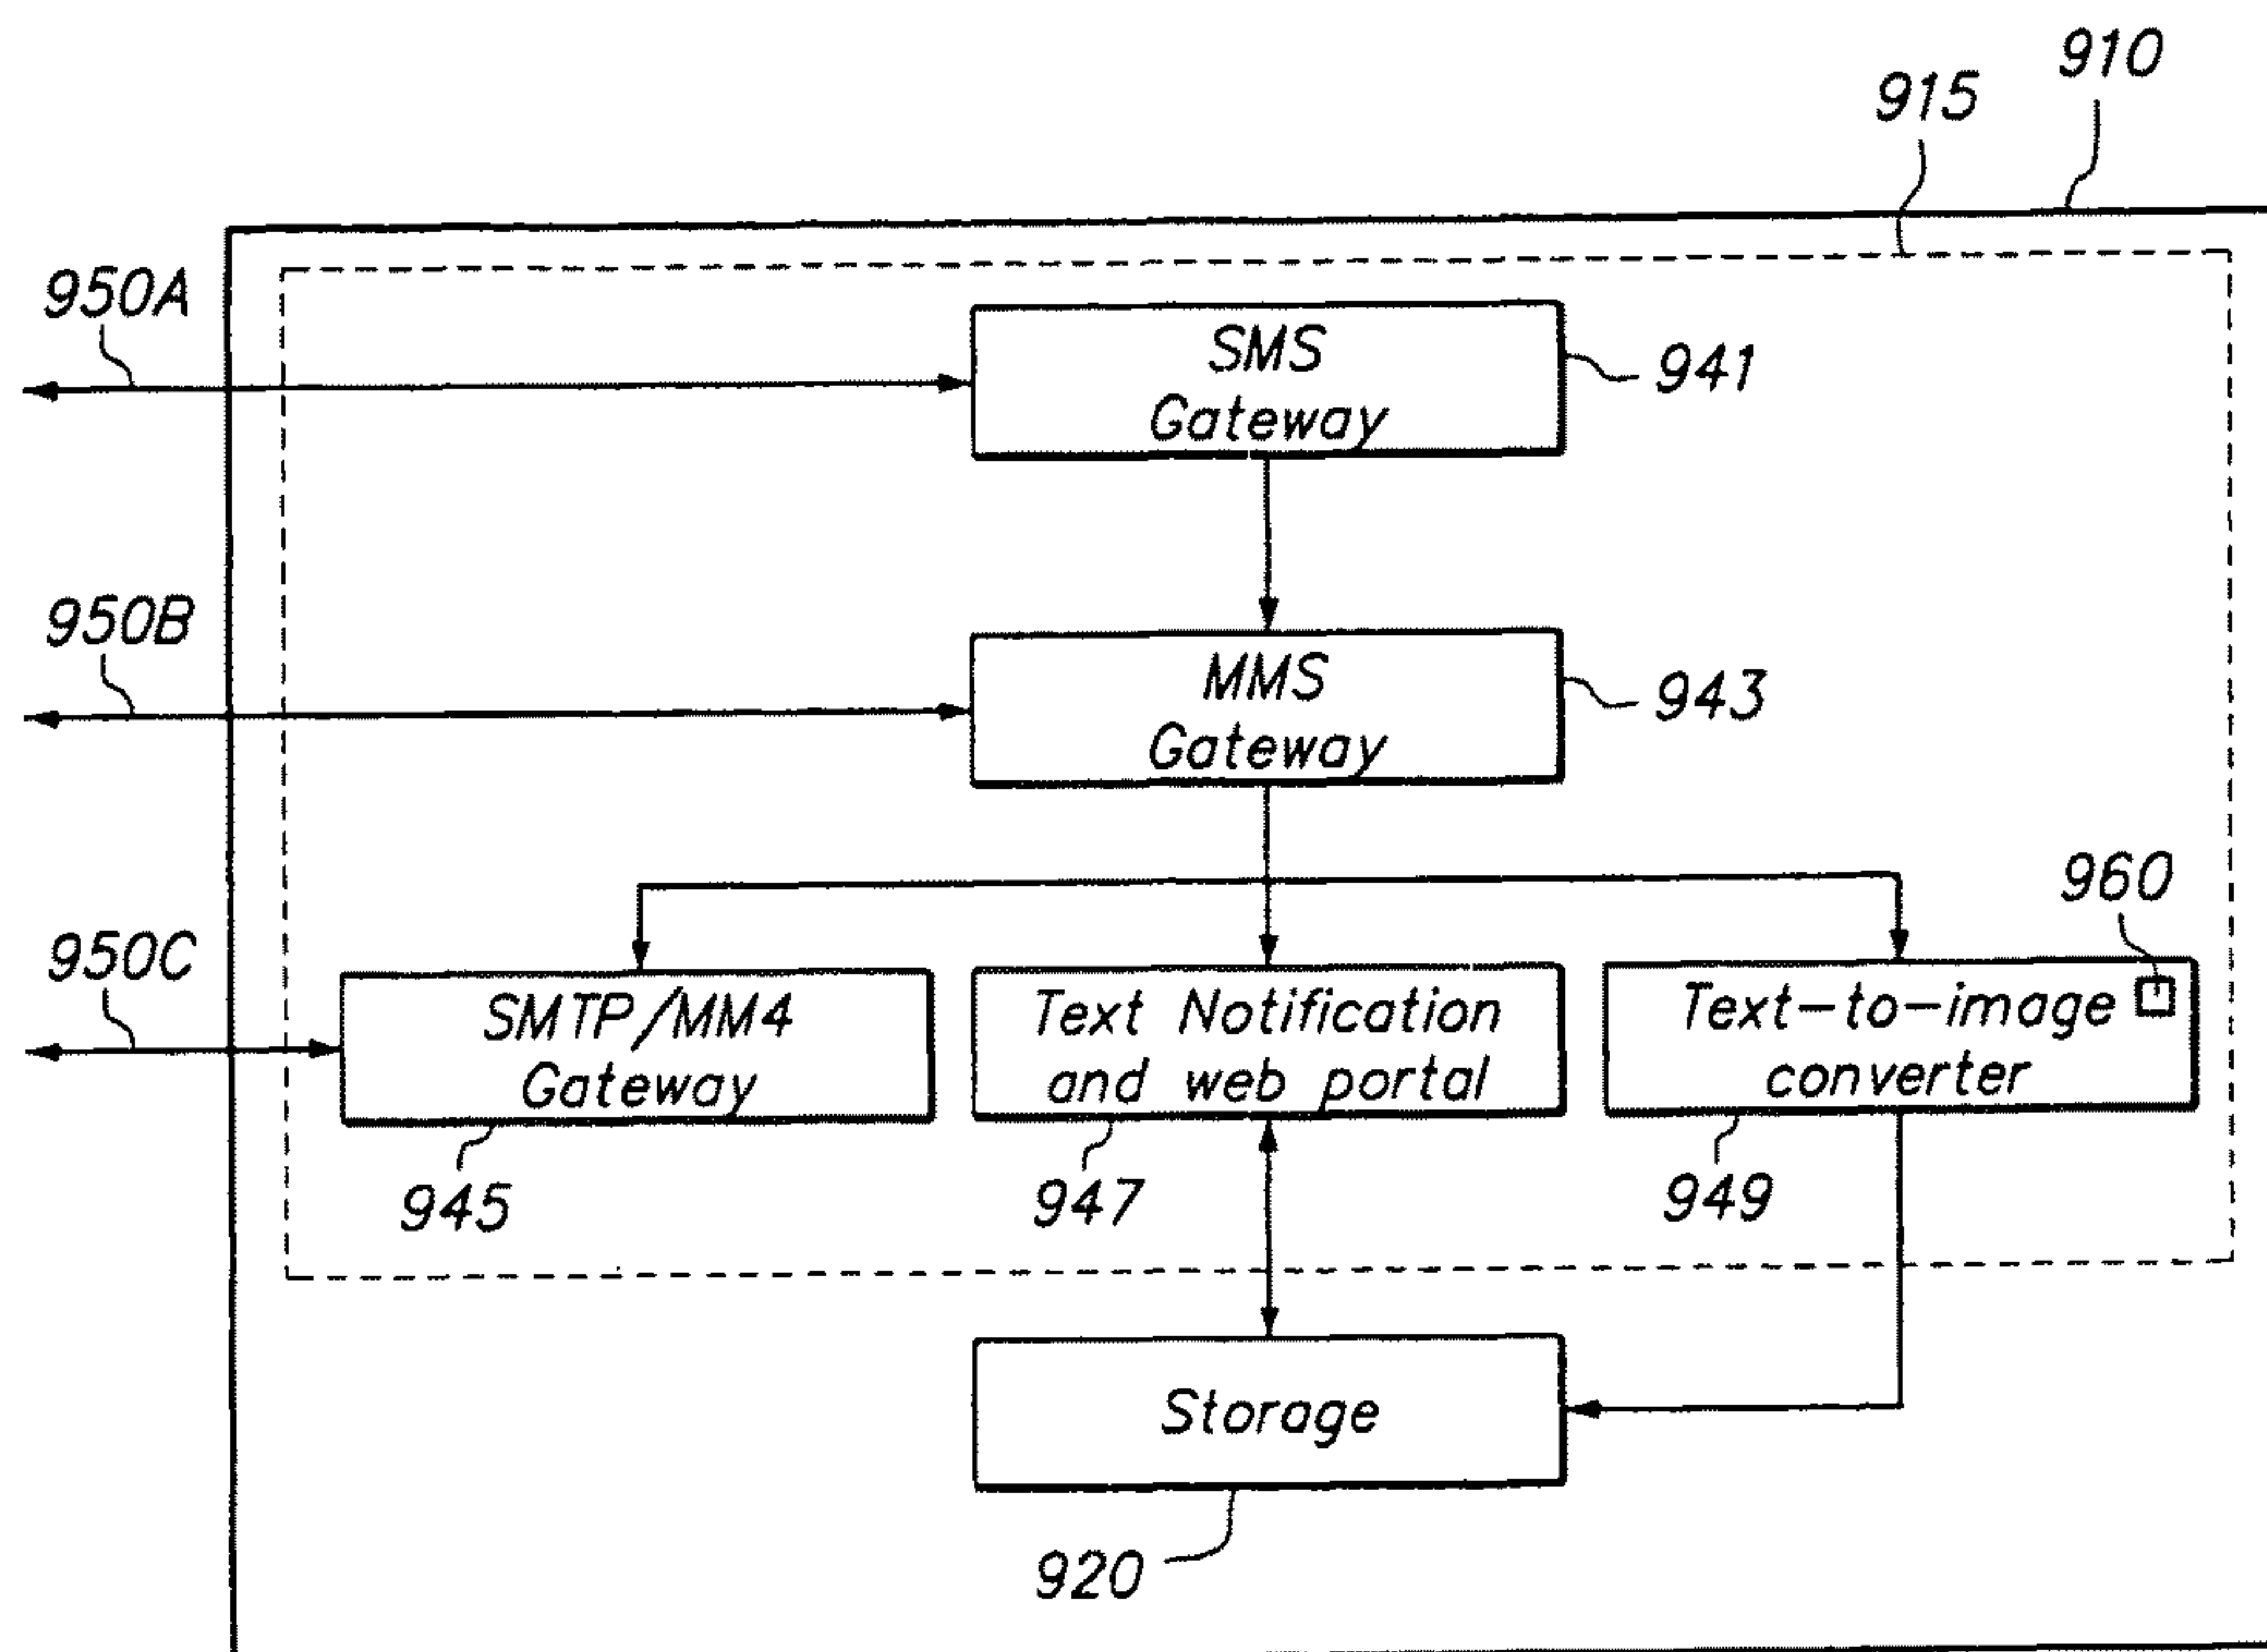 910
915
950A
SMS
Gateway
941
950B
MMS
Gateway
943
960
950C
SMTP/MM4
Gateway
Text Notification
and web portal
Text-to-image
converter
945
947
949
Storage
920